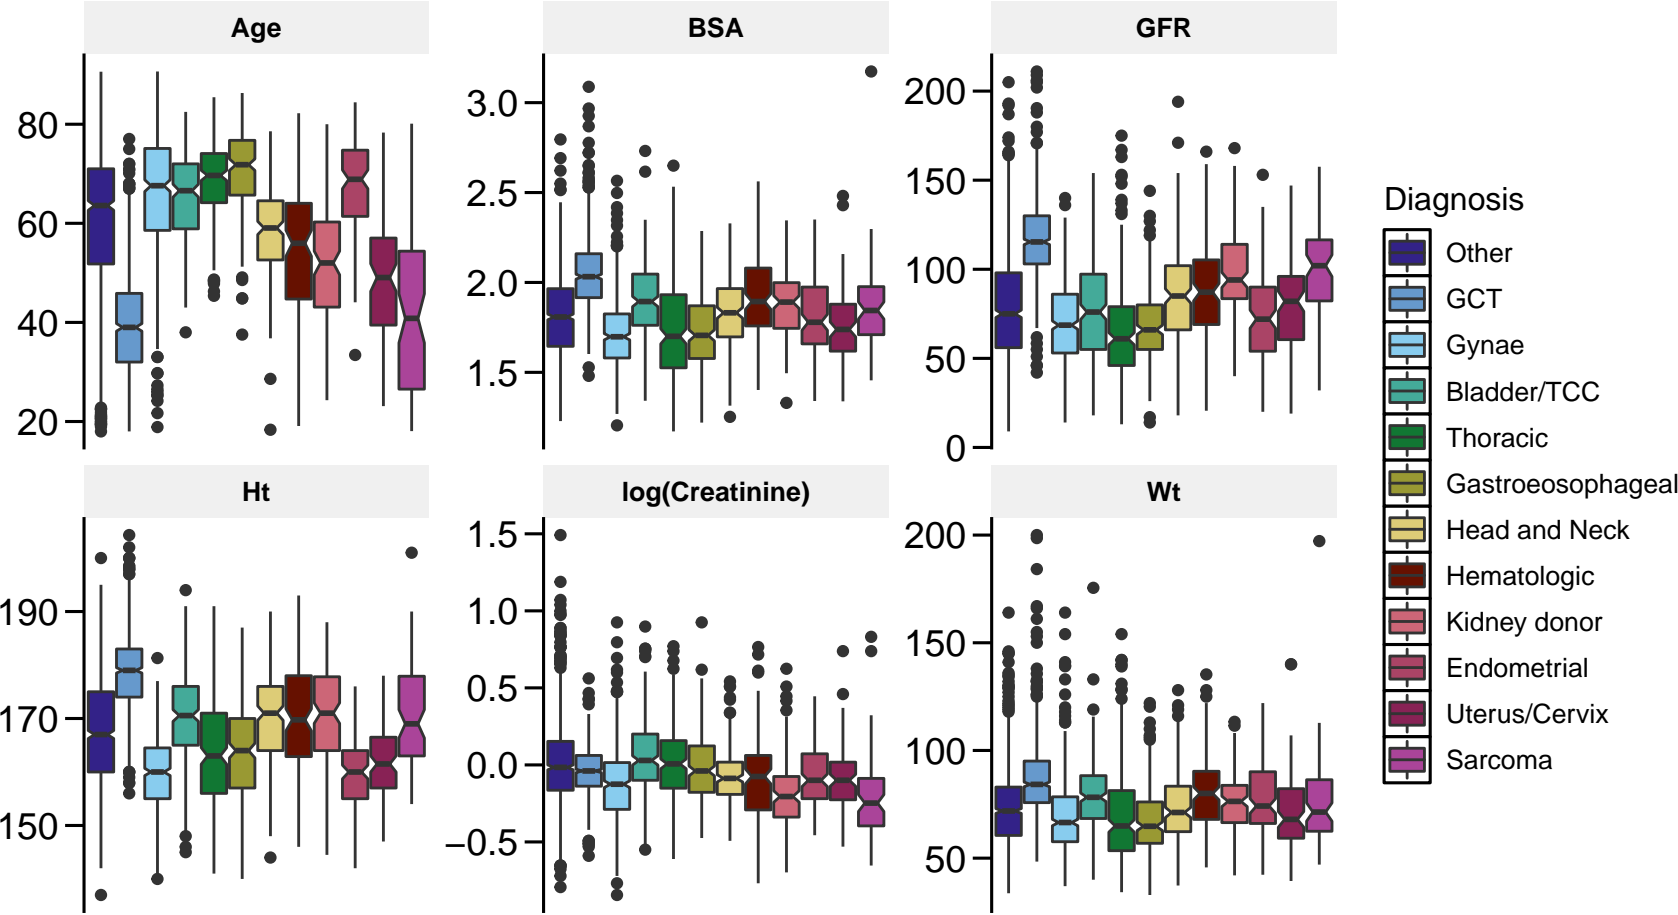 Age
BSA
GFR
80
60
40
20
3.0
2.5
2.0
1.5
200
150
100
50
0
Ht
log(Creatinine)
Wt
190
170
150
1.5
1.0
0.5
0.0
−0.5
200
150
100
50
Diagnosis
Other
GCT
Gynae
Bladder/TCC
Thoracic
Gastroeosophageal
Head and Neck
Hematologic
Kidney donor
Endometrial
Uterus/Cervix
Sarcoma